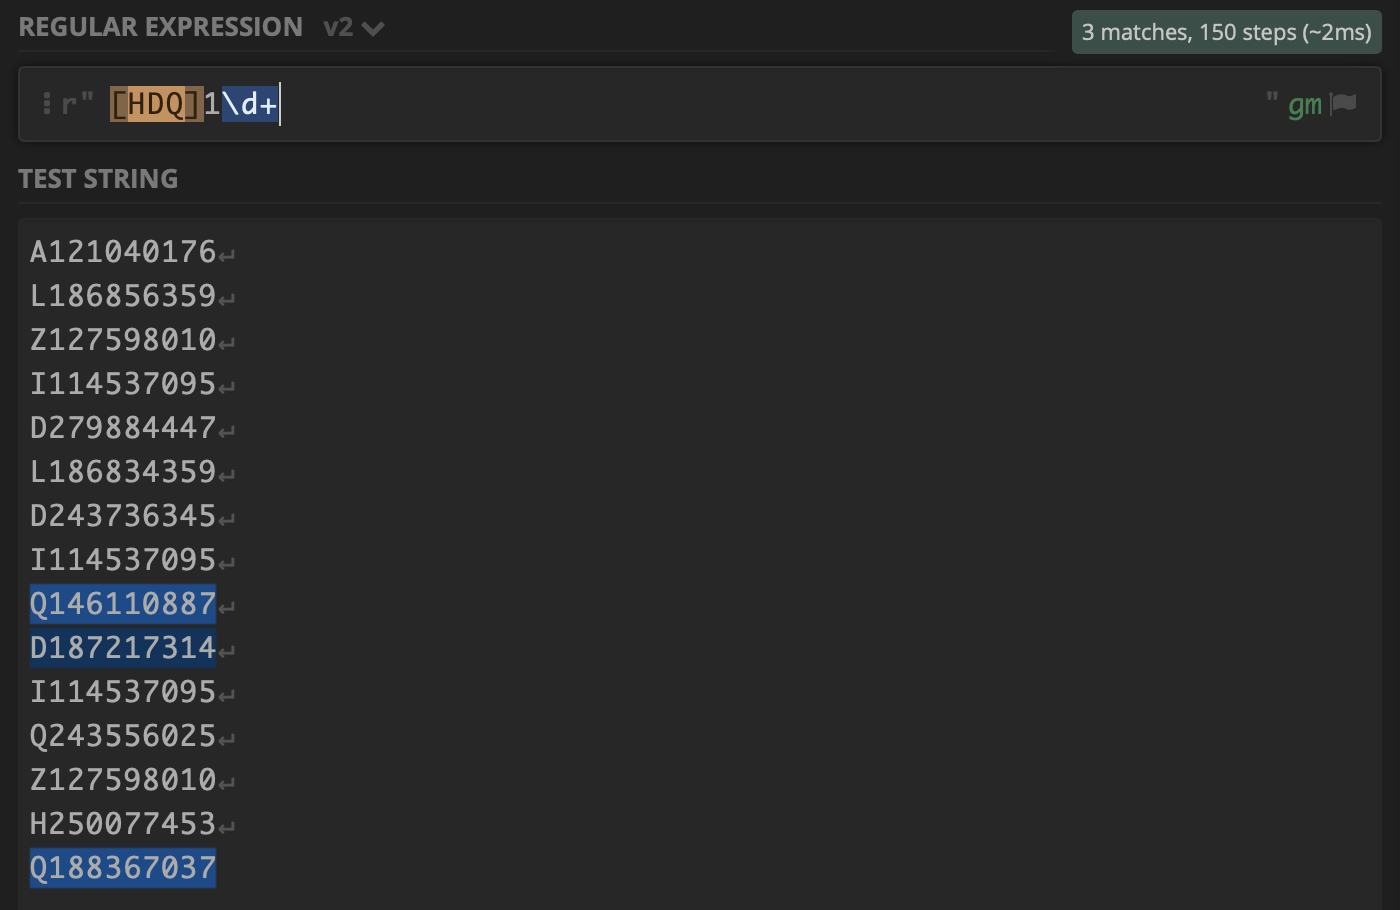 REGULAR EXPRESSION v2
3 matches, 150 steps (~2ms)
r" [HDQ]1\d+ " gm
TEST STRING
A121040176↵
L186856359↵
Z127598010↵
I114537095↵
D279884447↵
L186834359↵
D243736345↵
I114537095↵
Q146110887↵
D187217314↵
I114537095↵
Q243556025↵
Z127598010↵
H250077453↵
Q188367037